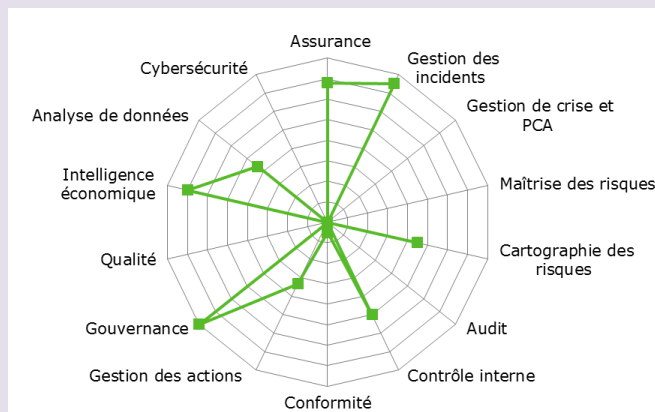 Assurance
Gestion des
incidents
Gestion de crise et
PCA
Maîtrise des risques
Cartographie des
risques
Audit
Contrôle interne
Conformité
Gestion des actions
Gouvernance
Qualité
Intelligence
économique
Analyse de données
Cybersécurité